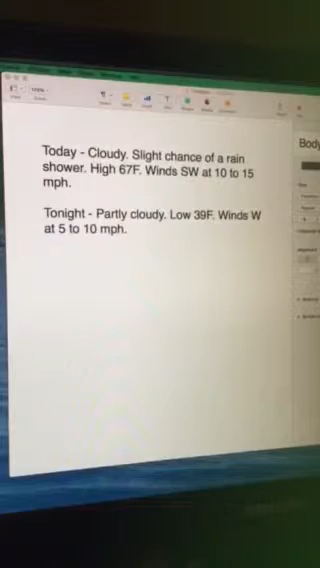 Today - Cloudy. Slight chance of a rain
shower. High 67F. Winds SW at 10 to 15
mph.
Tonight - Partly cloudy. Low 39F. Winds W
at 5 to 10 mph.
Body